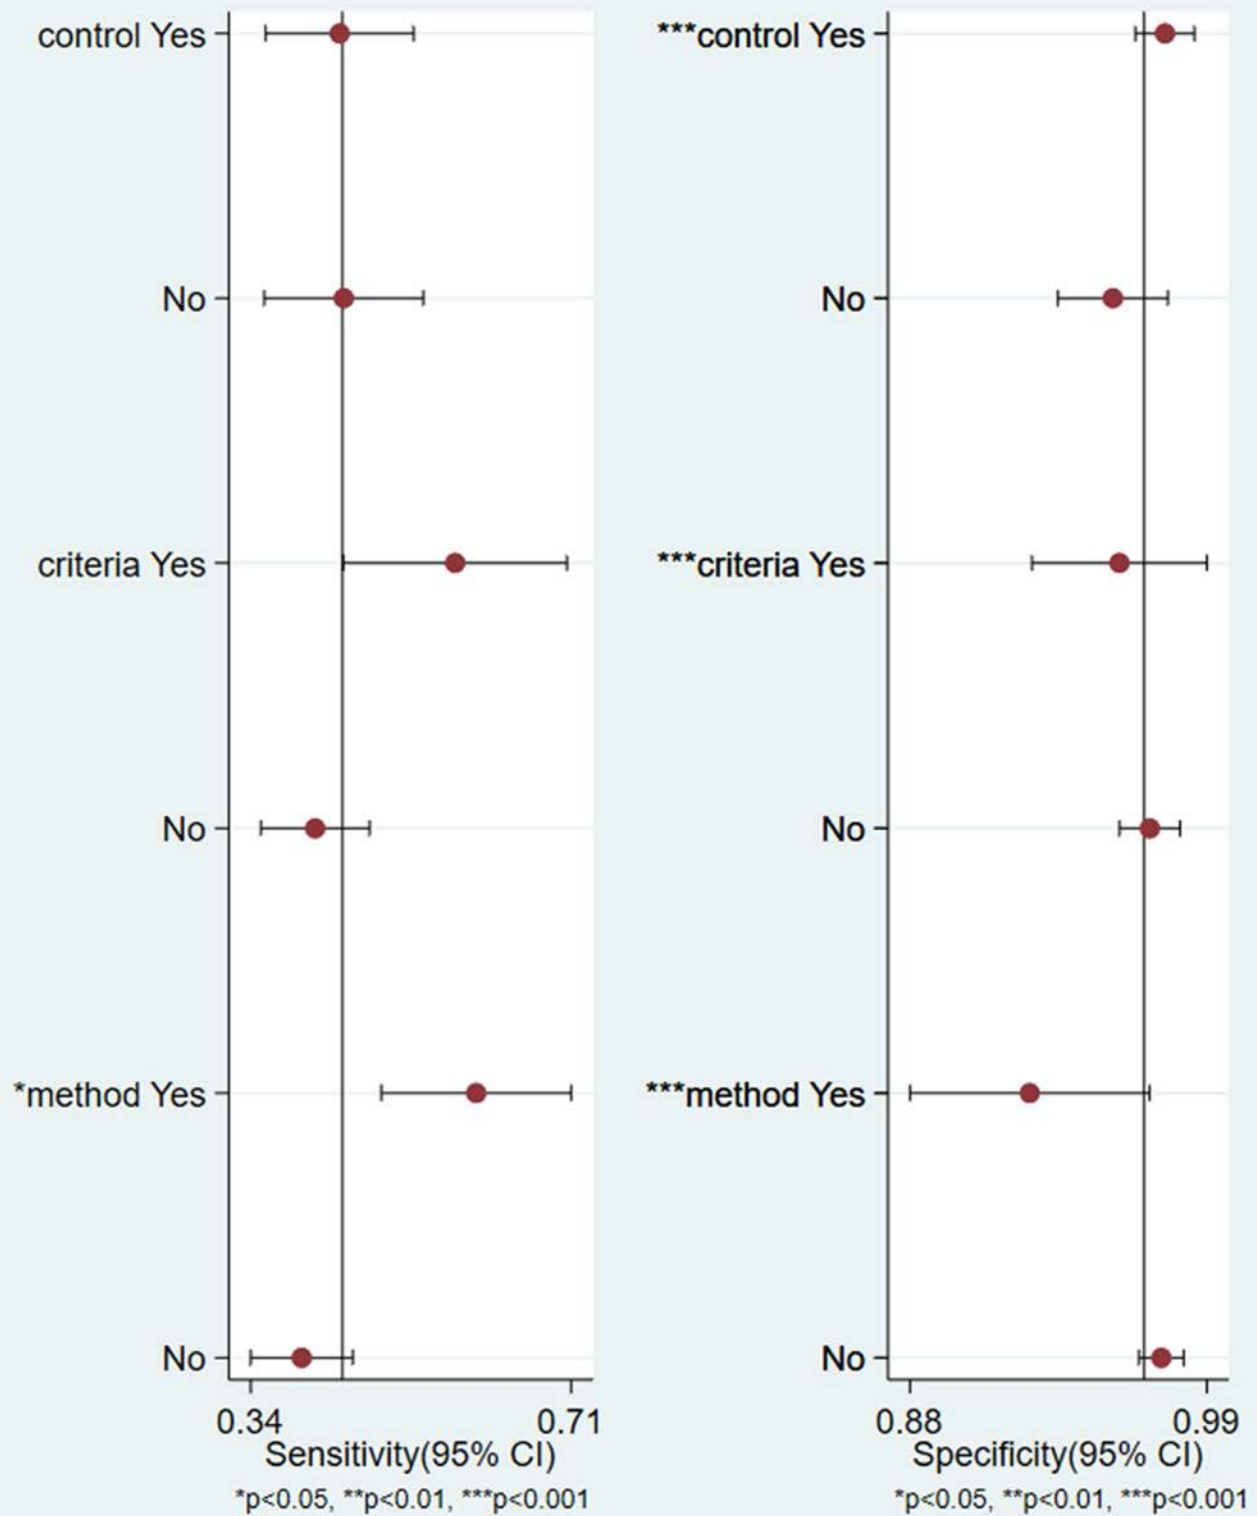 control Yes
No
criteria Yes
No
*method Yes
No
0.34 0.71
Sensitivity(95% CI)
*p<0.05, **p<0.01, ***p<0.001
***control Yes
No
***criteria Yes
No
***method Yes
No
0.88 0.99
Specificity(95% CI)
*p<0.05, **p<0.01, ***p<0.001